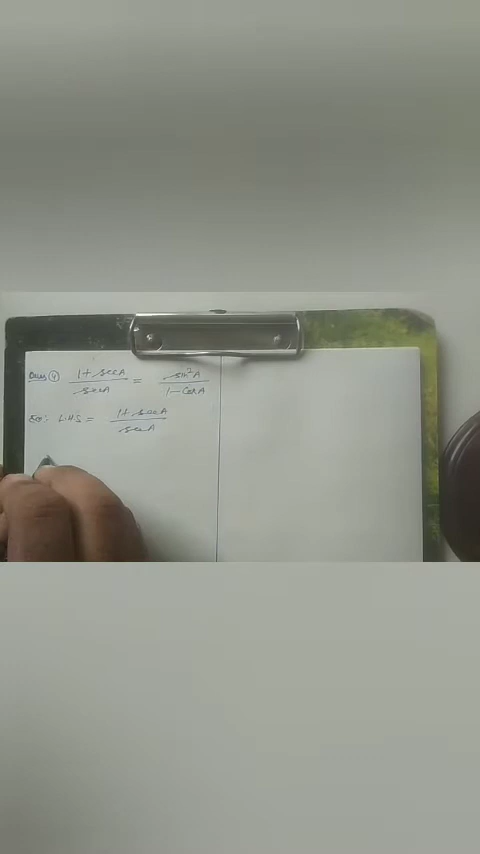 Ques ④ (1 + secA)/secA = sin²A/(1 - CosA)
Sol: L.H.S = (1 + secA)/secA